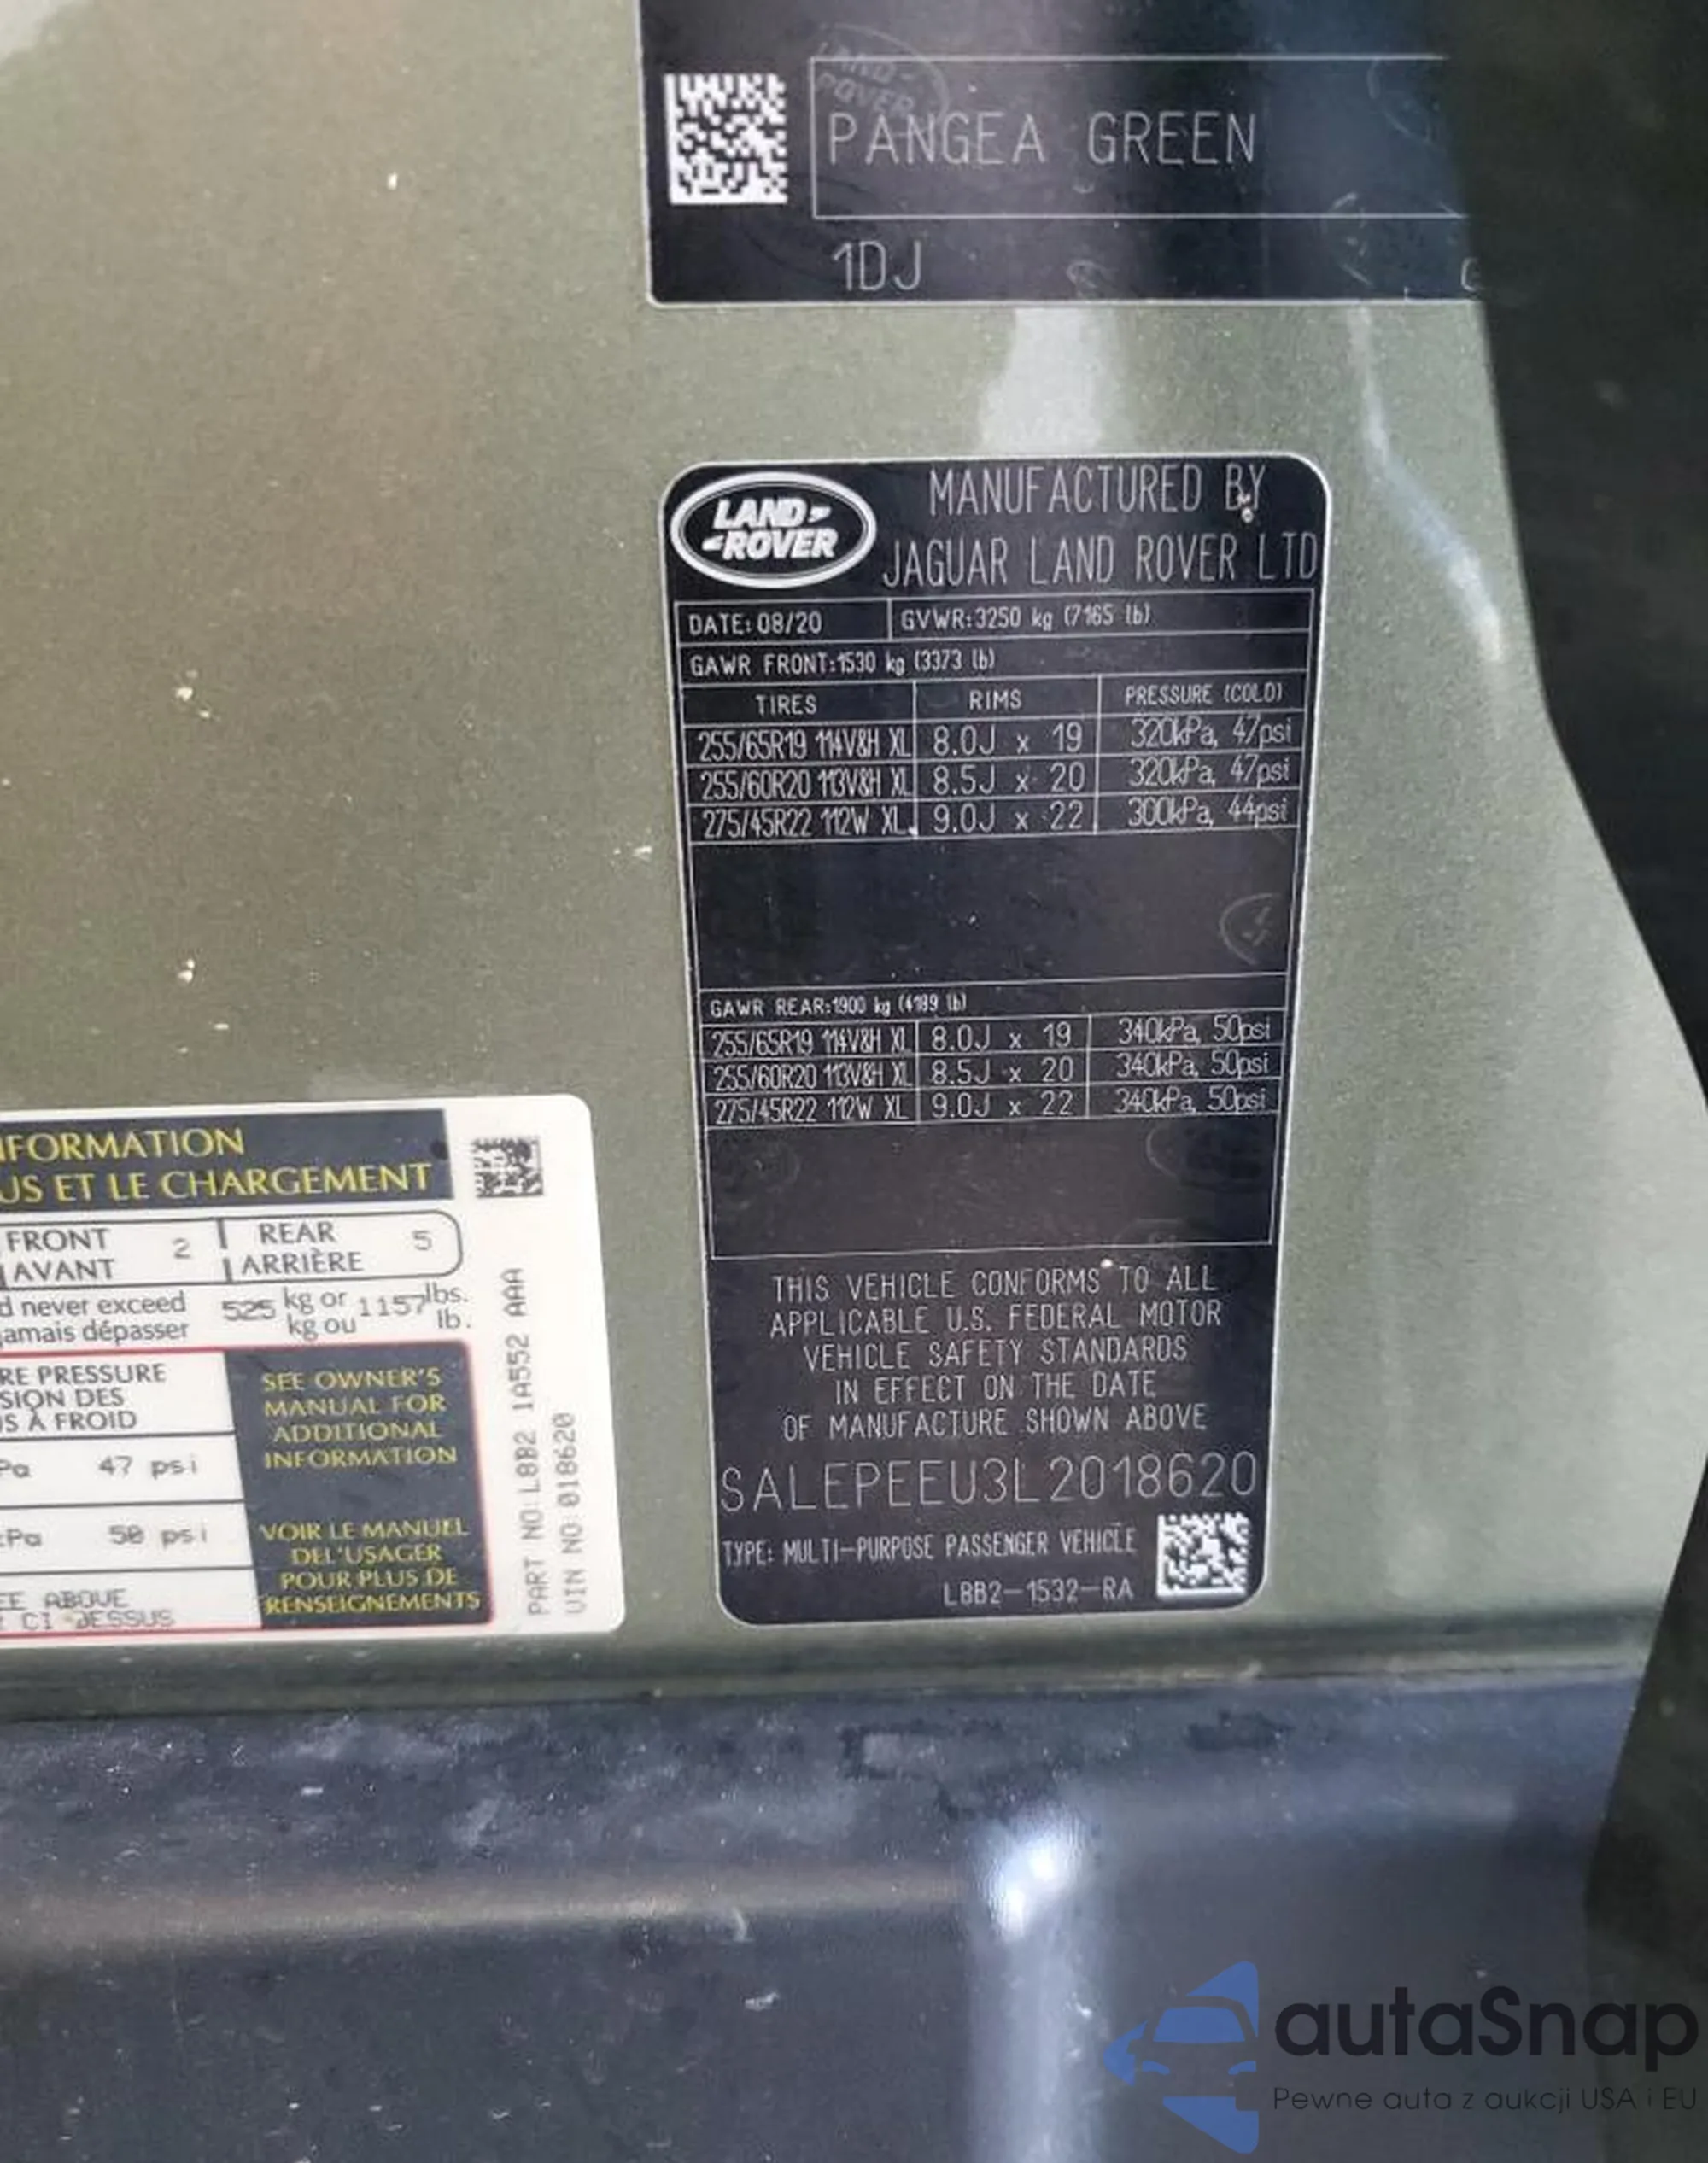 LAND-
ROVER
PANGEA GREEN
1DJ
LAND-
-ROVER
MANUFACTURED BY
JAGUAR LAND ROVER LTD
DATE: 08/20 GVWR:3250 kg (7165 lb)
GAWR FRONT:1530 kg (3373 lb)
TIRES RIMS PRESSURE (COLD)
255/65R19 114V&H XL 8.0J x 19 320kPa, 47psi
255/60R20 113V&H XL 8.5J x 20 320kPa, 47psi
275/45R22 112W XL 9.0J x 22 300kPa, 44psi
GAWR REAR:1900 kg (4189 lb)
255/65R19 114V&H XL 8.0J x 19 340kPa, 50psi
255/60R20 113V&H XL 8.5J x 20 340kPa, 50psi
275/45R22 112W XL 9.0J x 22 340kPa, 50psi
THIS VEHICLE CONFORMS TO ALL
APPLICABLE U.S. FEDERAL MOTOR
VEHICLE SAFETY STANDARDS
IN EFFECT ON THE DATE
OF MANUFACTURE SHOWN ABOVE
SALEPEEU3L2018620
TYPE: MULTI-PURPOSE PASSENGER VEHICLE
L8B2-1532-RA
NFORMATION
US ET LE CHARGEMENT
FRONT 2 REAR 5
AVANT ARRIÈRE
d never exceed 525 kg or 1157 lbs.
jamais dépasser kg ou lb.
RE PRESSURE
SION DES
S À FROID
Pa 47 psi
Pa 50 psi
EE ABOVE
CI DESSUS
SEE OWNER'S
MANUAL FOR
ADDITIONAL
INFORMATION
VOIR LE MANUEL
DEL'USAGER
POUR PLUS DE
RENSEIGNEMENTS
PART NO:L8B2 1A552 AAA
VIN NO:018620
autaSnap
Pewne auta z aukcji USA i EU